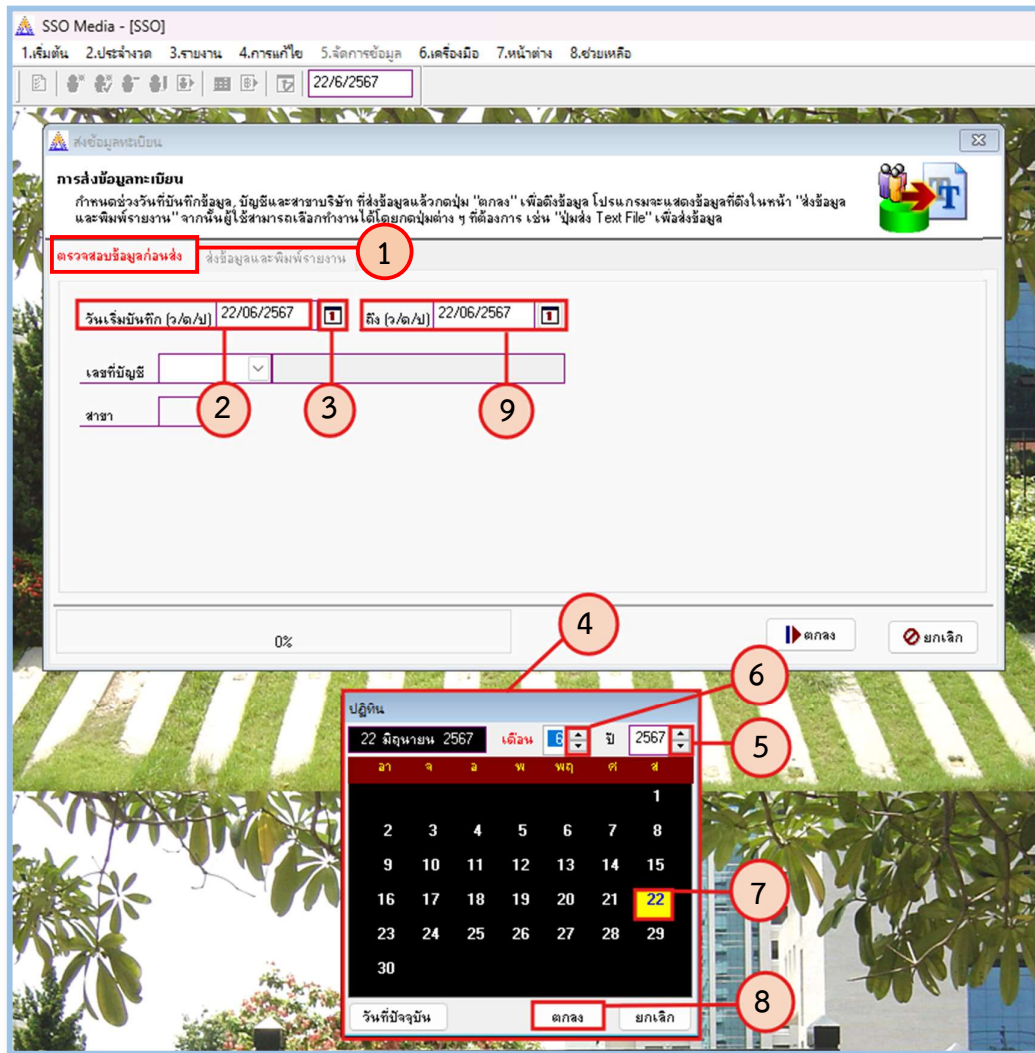 SSO Media - [SSO]
1.เริ่มต้น 2.ประจำงวด 3.รายงาน 4.การแก้ไข 5.จัดการข้อมูล 6.เครื่องมือ 7.หน้าต่าง 8.ช่วยเหลือ
22/6/2567
ส่งข้อมูลทะเบียน
การส่งข้อมูลทะเบียน
กำหนดช่วงวันที่บันทึกข้อมูล, บัญชีและสาขาบริษัท ที่ส่งข้อมูลแล้วกดปุ่ม "ตกลง" เพื่อดึงข้อมูล โปรแกรมจะแสดงข้อมูลที่ดึงในหน้า "ส่งข้อมูล
และพิมพ์รายงาน" จากนั้นผู้ใช้สามารถเลือกทำงานได้โดยกดปุ่มต่าง ๆ ที่ต้องการ เช่น "ปุ่มส่ง Text File" เพื่อส่งข้อมูล
ตรวจสอบข้อมูลก่อนส่ง ส่งข้อมูลและพิมพ์รายงาน 1
วันเริ่มบันทึก (ว/ด/ป) 22/06/2567 1 ถึง (ว/ด/ป) 22/06/2567 1
เลขที่บัญชี
สาขา 2 3 9
4
0% ตกลง ยกเลิก
6
ปฏิทิน
22 มิถุนายน 2567 เดือน 6 ปี 2567 5
อา จ อ พ พฤ ศ ส
1
2 3 4 5 6 7 8
9 10 11 12 13 14 15
16 17 18 19 20 21 22 7
23 24 25 26 27 28 29
30
วันที่ปัจจุบัน ตกลง ยกเลิก 8